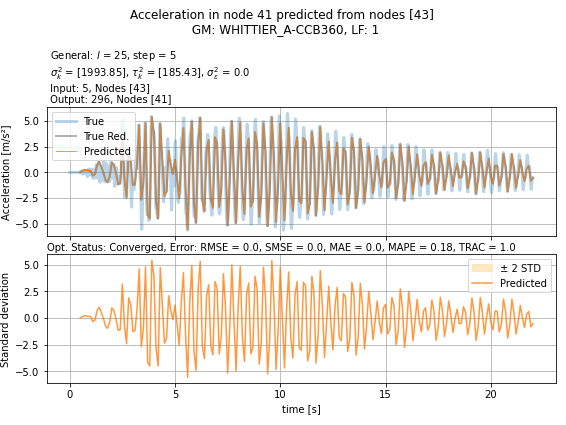 Acceleration in node 41 predicted from nodes [43]
GM: WHITTIER_A-CCB360, LF: 1
General: l = 25, step = 5
σ²ₖ = [1993.85], τ²ₖ = [185.43], σ²ε = 0.0
Input: 5, Nodes [43]
Output: 296, Nodes [41]
Acceleration [m/s²]
5.0
2.5
0.0
−2.5
−5.0
True
True Red.
Predicted
Opt. Status: Converged, Error: RMSE = 0.0, SMSE = 0.0, MAE = 0.0, MAPE = 0.18, TRAC = 1.0
Standard deviation
5.0
2.5
0.0
−2.5
−5.0
± 2 STD
Predicted
0 5 10 15 20
time [s]